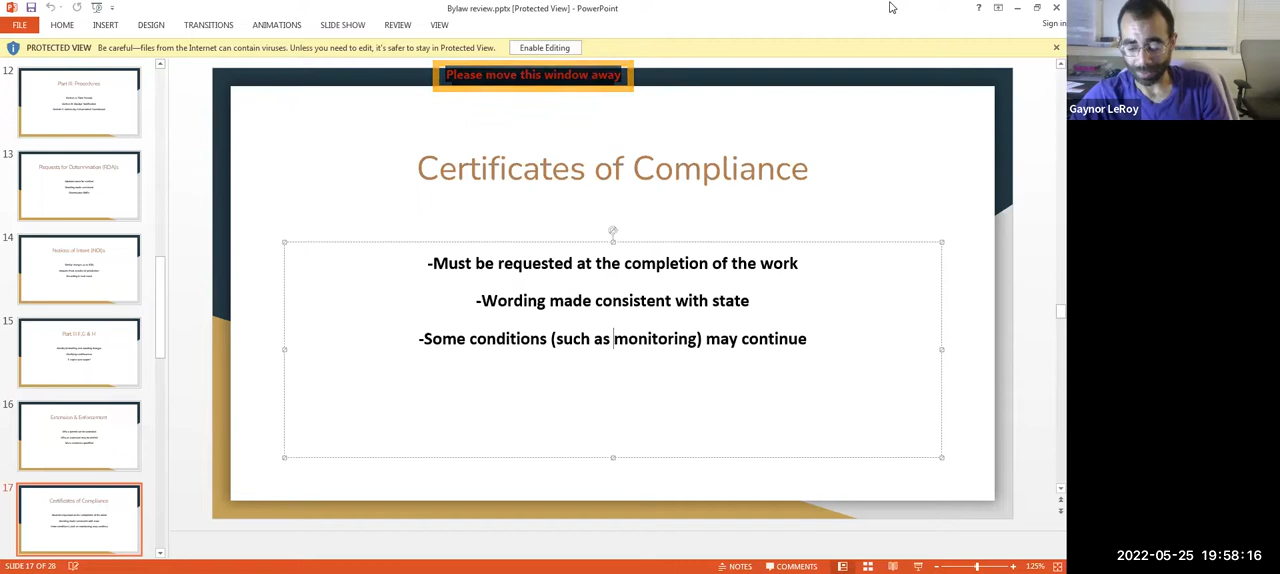 Bylaw review.pptx [Protected View] - PowerPoint
Sign in
FILE HOME INSERT DESIGN TRANSITIONS ANIMATIONS SLIDE SHOW REVIEW VIEW
PROTECTED VIEW Be careful—files from the Internet can contain viruses. Unless you need to edit, it's safer to stay in Protected View. Enable Editing
Please move this window away
Gaynor LeRoy
12
Part III: Procedures
13
Requests for Determination (RDA)s
14
Notices of Intent (NOI)s
15
Part III F,G & H
16
Extension & Enforcement
17
Certificates of Compliance
Certificates of Compliance
-Must be requested at the completion of the work
-Wording made consistent with state
-Some conditions (such as monitoring) may continue
2022-05-25 19:58:16
SLIDE 17 OF 28
NOTES COMMENTS 125%